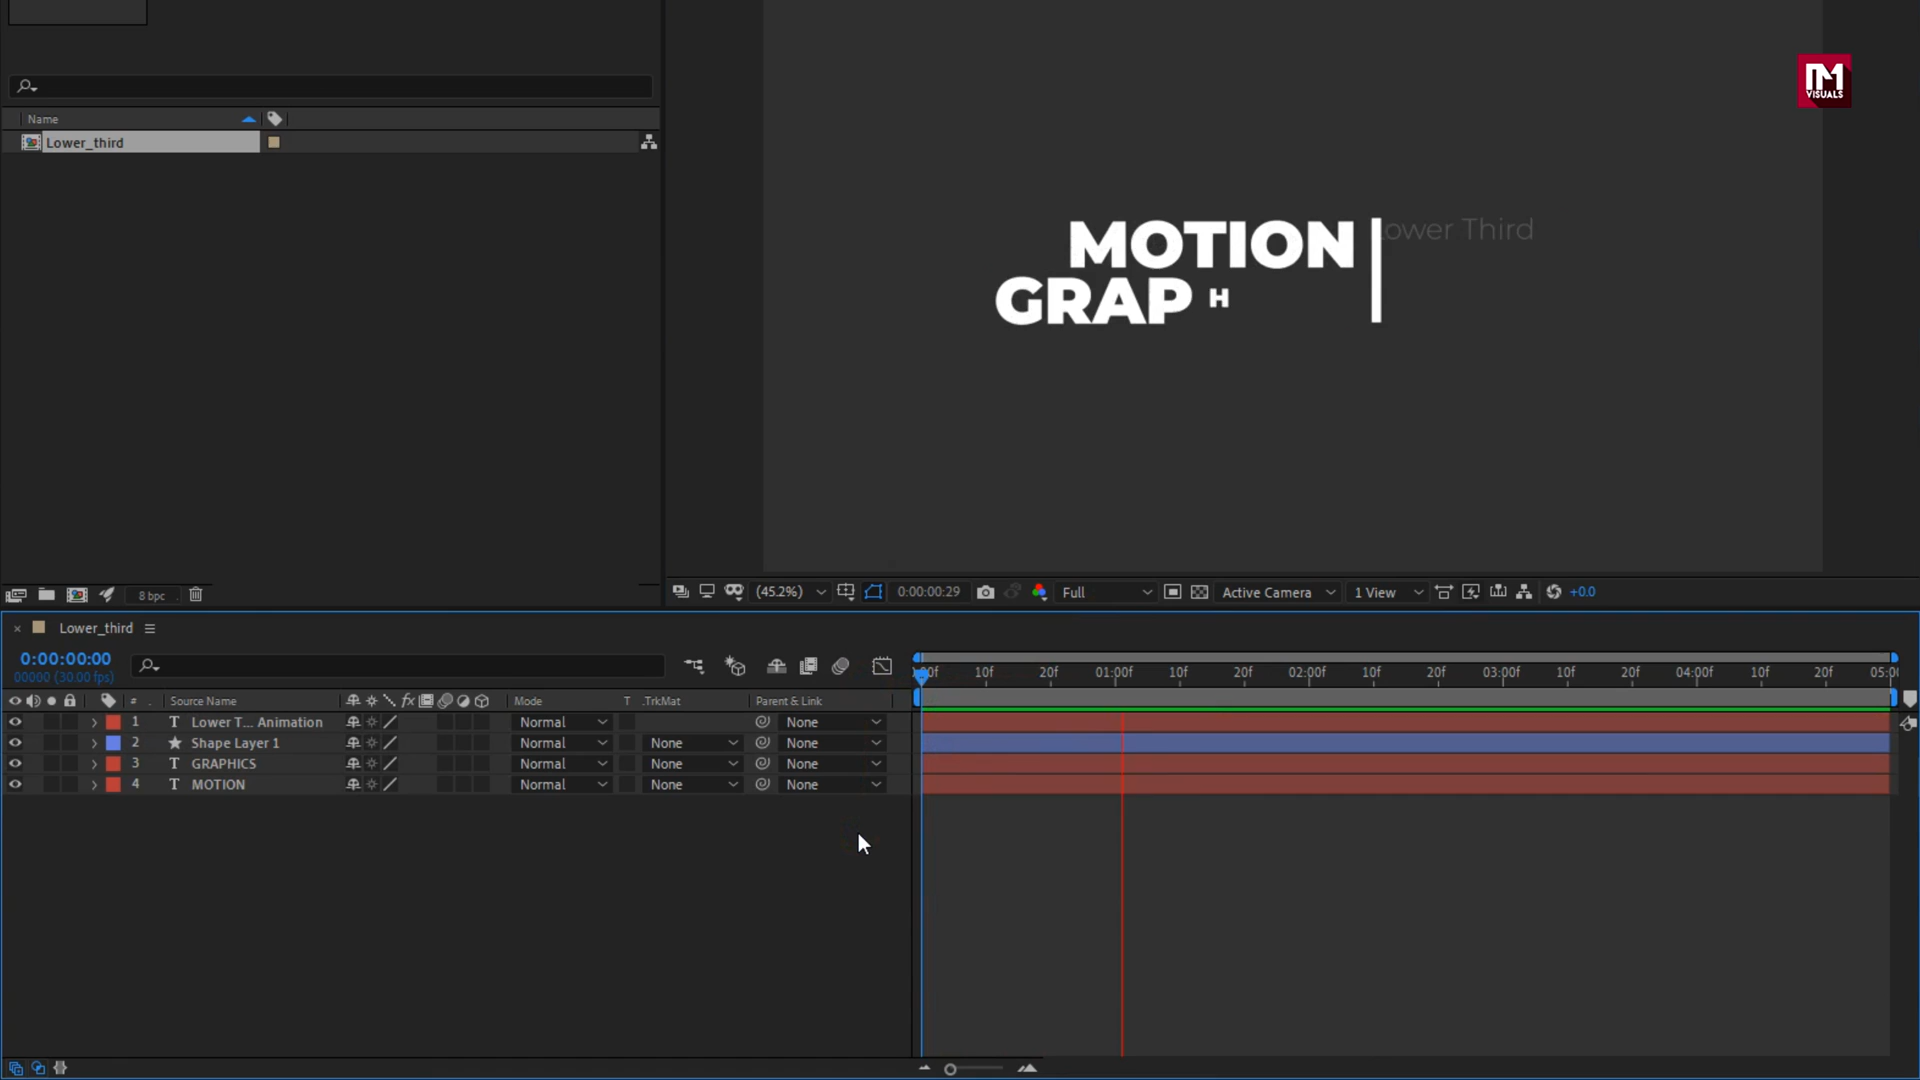 M
VISUALS
Name
Lower_third
MOTION
GRAPH
ower Third
8 bpc
(45.2%)
0:00:00:29
Full
Active Camera
1 View
+0.0
Lower_third
0:00:00:00
00000 (30.00 fps)
:00f 10f 20f 01:00f 10f 20f 02:00f 10f 20f 03:00f 10f 20f 04:00f 10f 20f 05:00
# Source Name fx Mode T .TrkMat Parent & Link
1 T Lower T... Animation Normal None
2 Shape Layer 1 Normal None None
3 T GRAPHICS Normal None None
4 T MOTION Normal None None